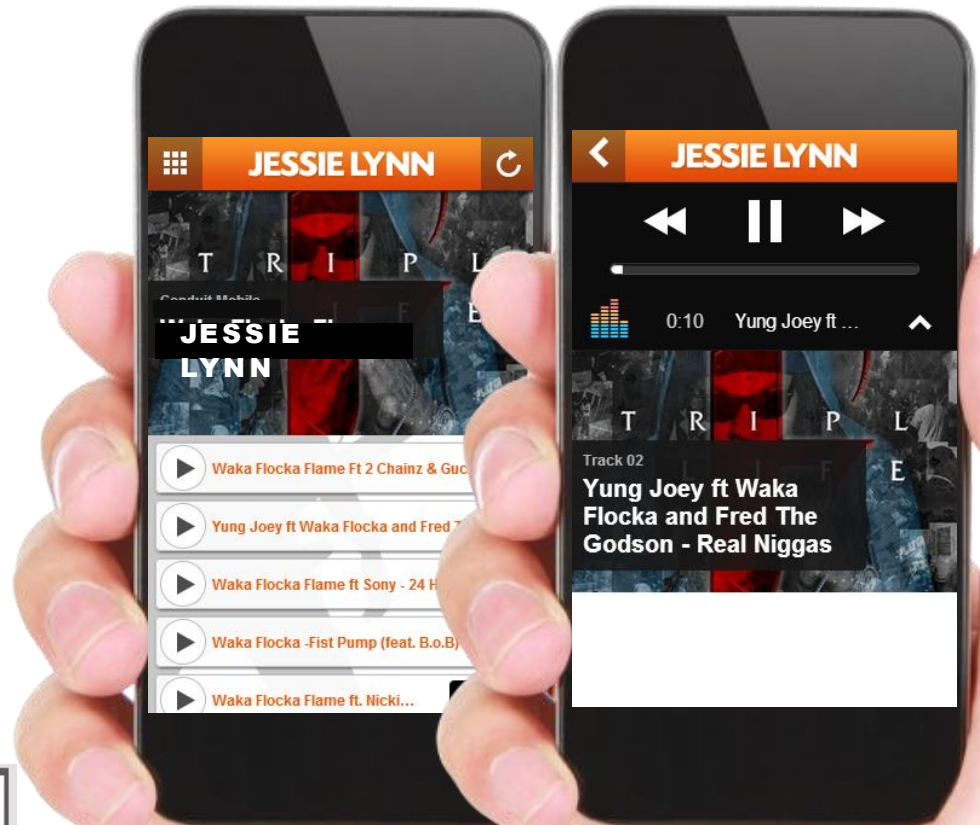 JESSIE LYNN
T R I P L
E
Conduit Mobile
JESSIE
LYNN
Waka Flocka Flame Ft 2 Chainz & Guc
Yung Joey ft Waka Flocka and Fred
Waka Flocka Flame ft Sony - 24 H
Waka Flocka -Fist Pump (feat. B.o.B)
Waka Flocka Flame ft. Nicki...
JESSIE LYNN
0:10 Yung Joey ft ...
T R I P L
L I F E
Track 02
Yung Joey ft Waka
Flocka and Fred The
Godson - Real Niggas